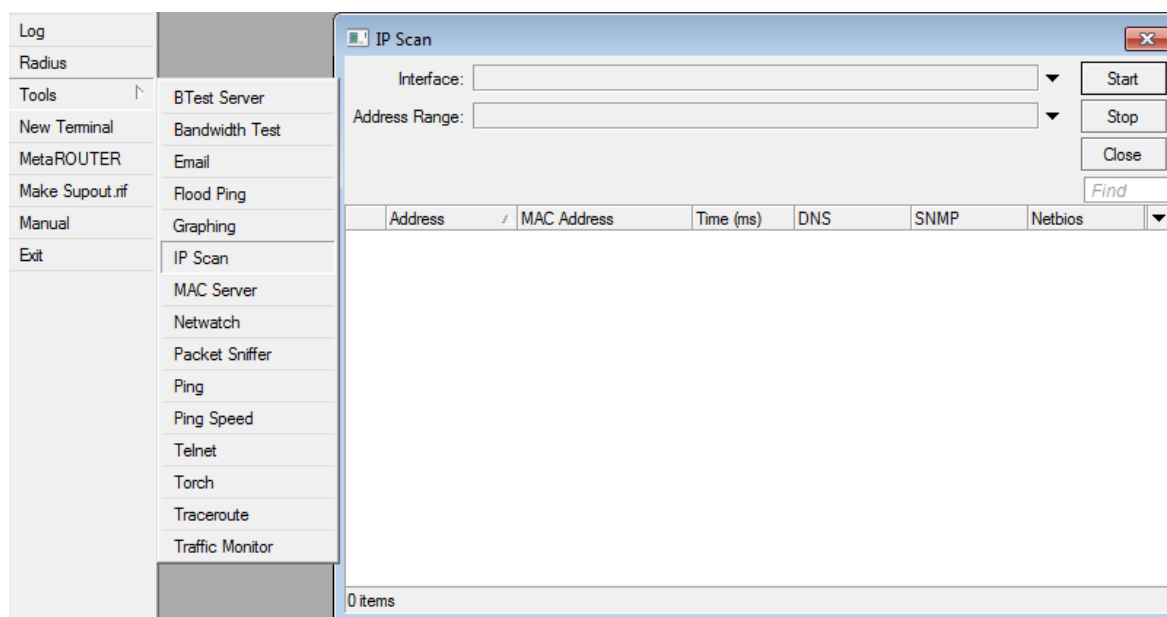 Log
Radius
Tools
New Terminal
MetaROUTER
Make Supout.rif
Manual
Exit
BTest Server
Bandwidth Test
Email
Flood Ping
Graphing
IP Scan
MAC Server
Netwatch
Packet Sniffer
Ping
Ping Speed
Telnet
Torch
Traceroute
Traffic Monitor
IP Scan
Interface:
Start
Address Range:
Stop
Close
Find
Address MAC Address Time (ms) DNS SNMP Netbios
0 items